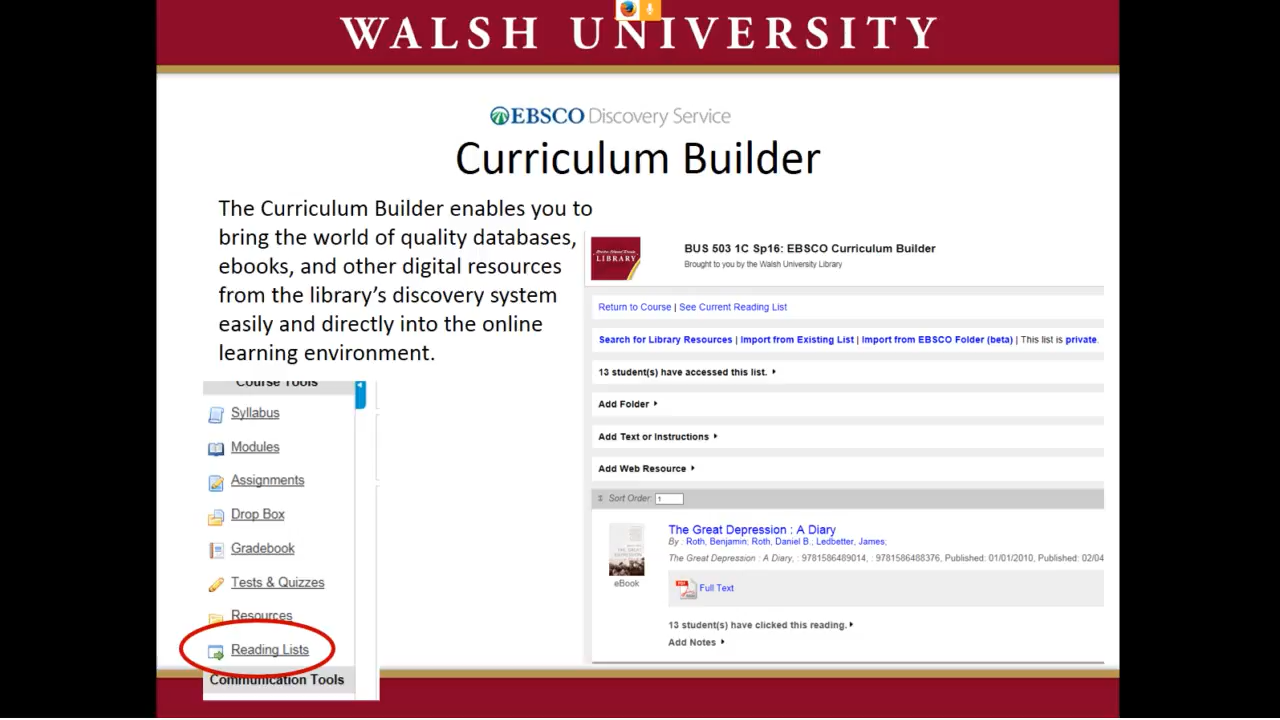 WALSH UNIVERSITY
EBSCO Discovery Service
Curriculum Builder
The Curriculum Builder enables you to
bring the world of quality databases,
ebooks, and other digital resources
from the library's discovery system
easily and directly into the online
learning environment.
Course Tools
Syllabus
Modules
Assignments
Drop Box
Gradebook
Tests & Quizzes
Resources
Reading Lists
Communication Tools
LIBRARY
BUS 503 1C Sp16: EBSCO Curriculum Builder
Brought to you by the Walsh University Library
Return to Course | See Current Reading List
Search for Library Resources | Import from Existing List | Import from EBSCO Folder (beta) | This list is private.
13 student(s) have accessed this list.
Add Folder
Add Text or Instructions
Add Web Resource
Sort Order: 1
The Great Depression : A Diary
By : Roth, Benjamin; Roth, Daniel B.; Ledbetter, James;
The Great Depression : A Diary, : 9781586489014, : 9781586488376, Published: 01/01/2010, Published: 02/04
eBook
Full Text
13 student(s) have clicked this reading.
Add Notes